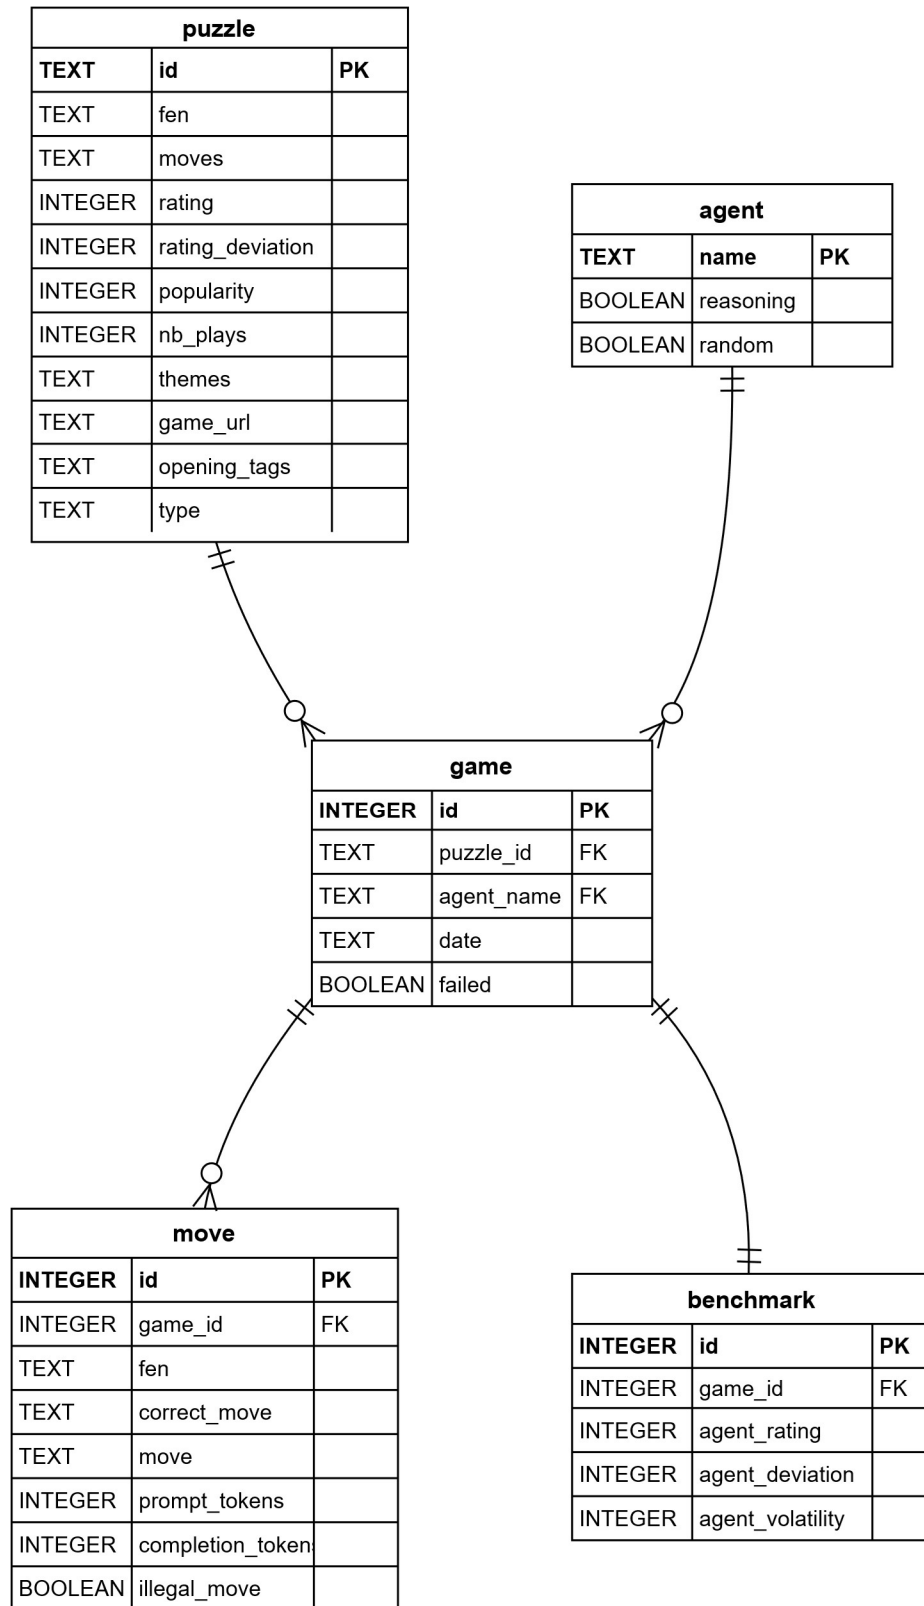 puzzle
TEXT id PK
TEXT fen
TEXT moves
INTEGER rating
INTEGER rating_deviation
INTEGER popularity
INTEGER nb_plays
TEXT themes
TEXT game_url
TEXT opening_tags
TEXT type
agent
TEXT name PK
BOOLEAN reasoning
BOOLEAN random
game
INTEGER id PK
TEXT puzzle_id FK
TEXT agent_name FK
TEXT date
BOOLEAN failed
move
INTEGER id PK
INTEGER game_id FK
TEXT fen
TEXT correct_move
TEXT move
INTEGER prompt_tokens
INTEGER completion_tokens
BOOLEAN illegal_move
benchmark
INTEGER id PK
INTEGER game_id FK
INTEGER agent_rating
INTEGER agent_deviation
INTEGER agent_volatility